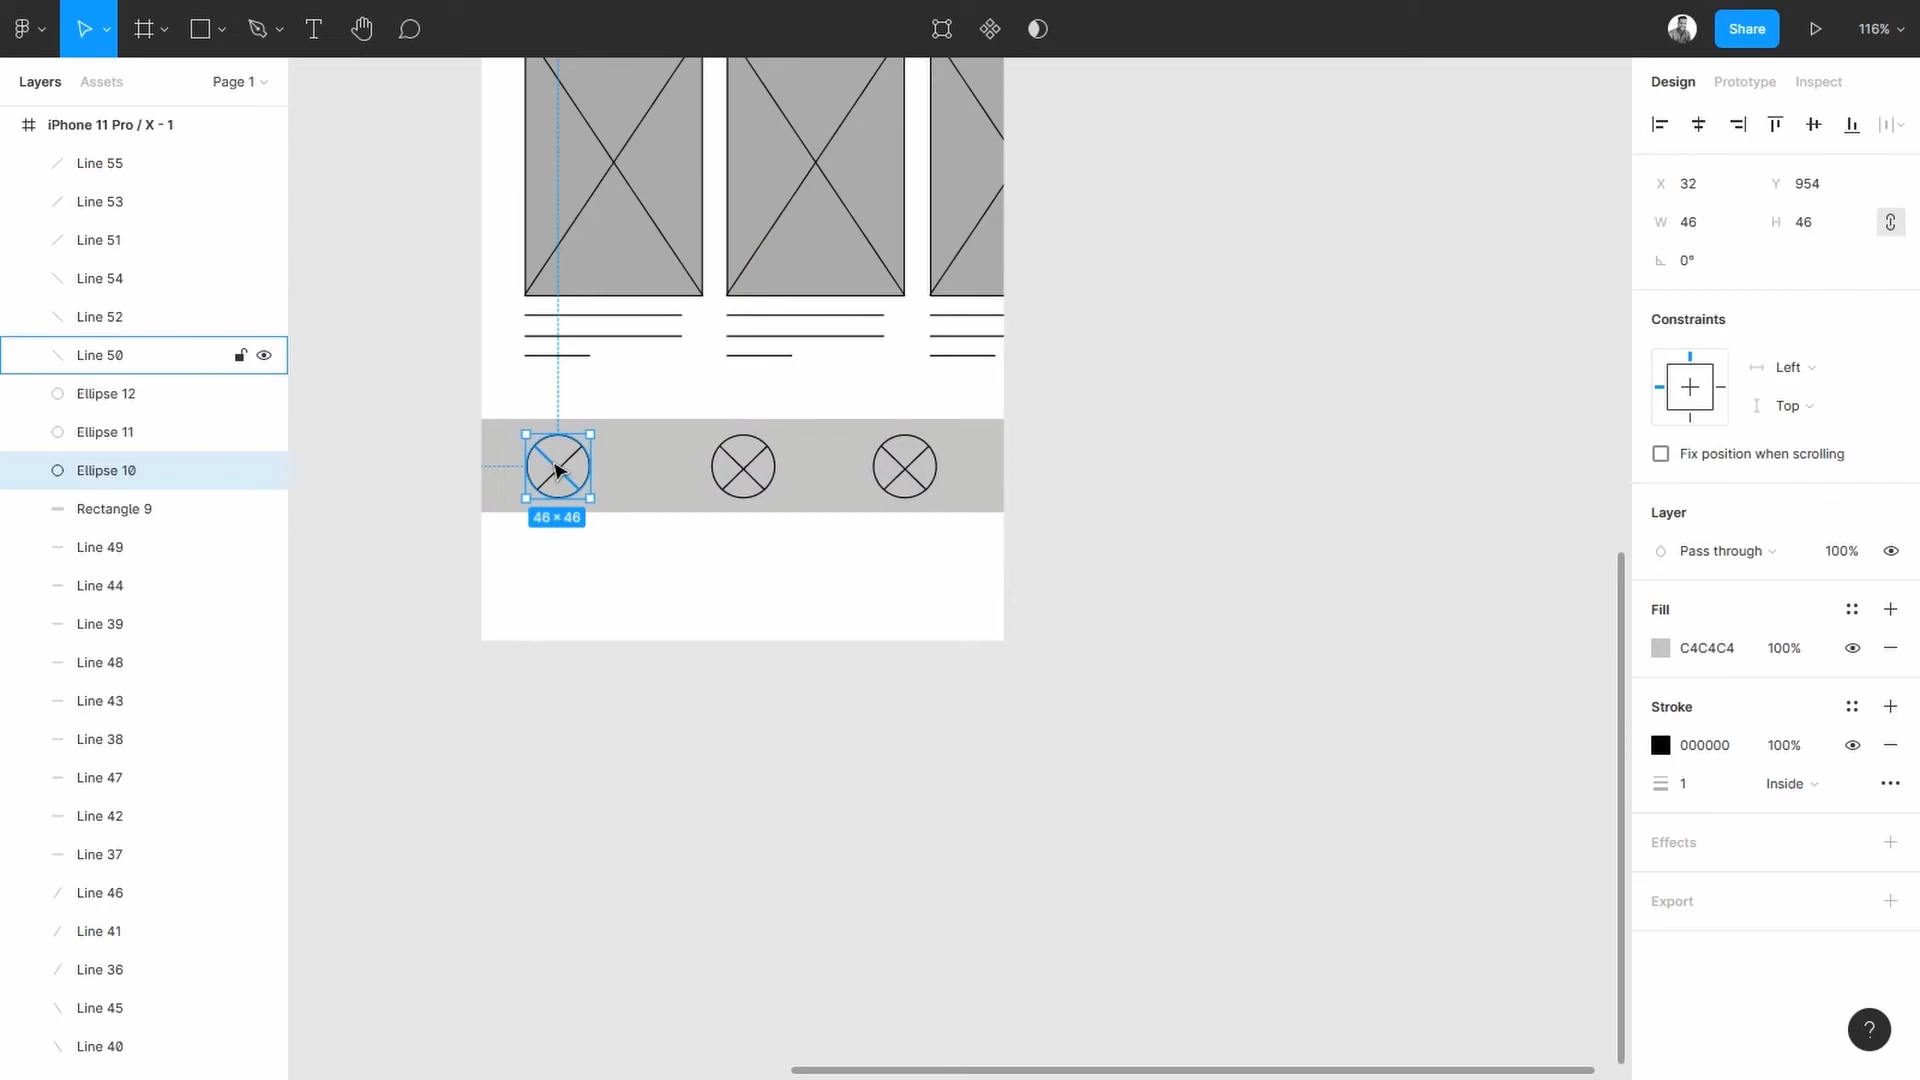 Share
116%
Layers
Assets
Page 1
Design
Prototype
Inspect
iPhone 11 Pro / X - 1
Line 55
Line 53
Line 51
Line 54
Line 52
Line 50
Ellipse 12
Ellipse 11
Ellipse 10
Rectangle 9
Line 49
Line 44
Line 39
Line 48
Line 43
Line 38
Line 47
Line 42
Line 37
Line 46
Line 41
Line 36
Line 45
Line 40
46 × 46
X 32
Y 954
W 46
H 46
0°
Constraints
Left
Top
Fix position when scrolling
Layer
Pass through
100%
Fill
C4C4C4
100%
Stroke
000000
100%
1
Inside
Effects
Export
?